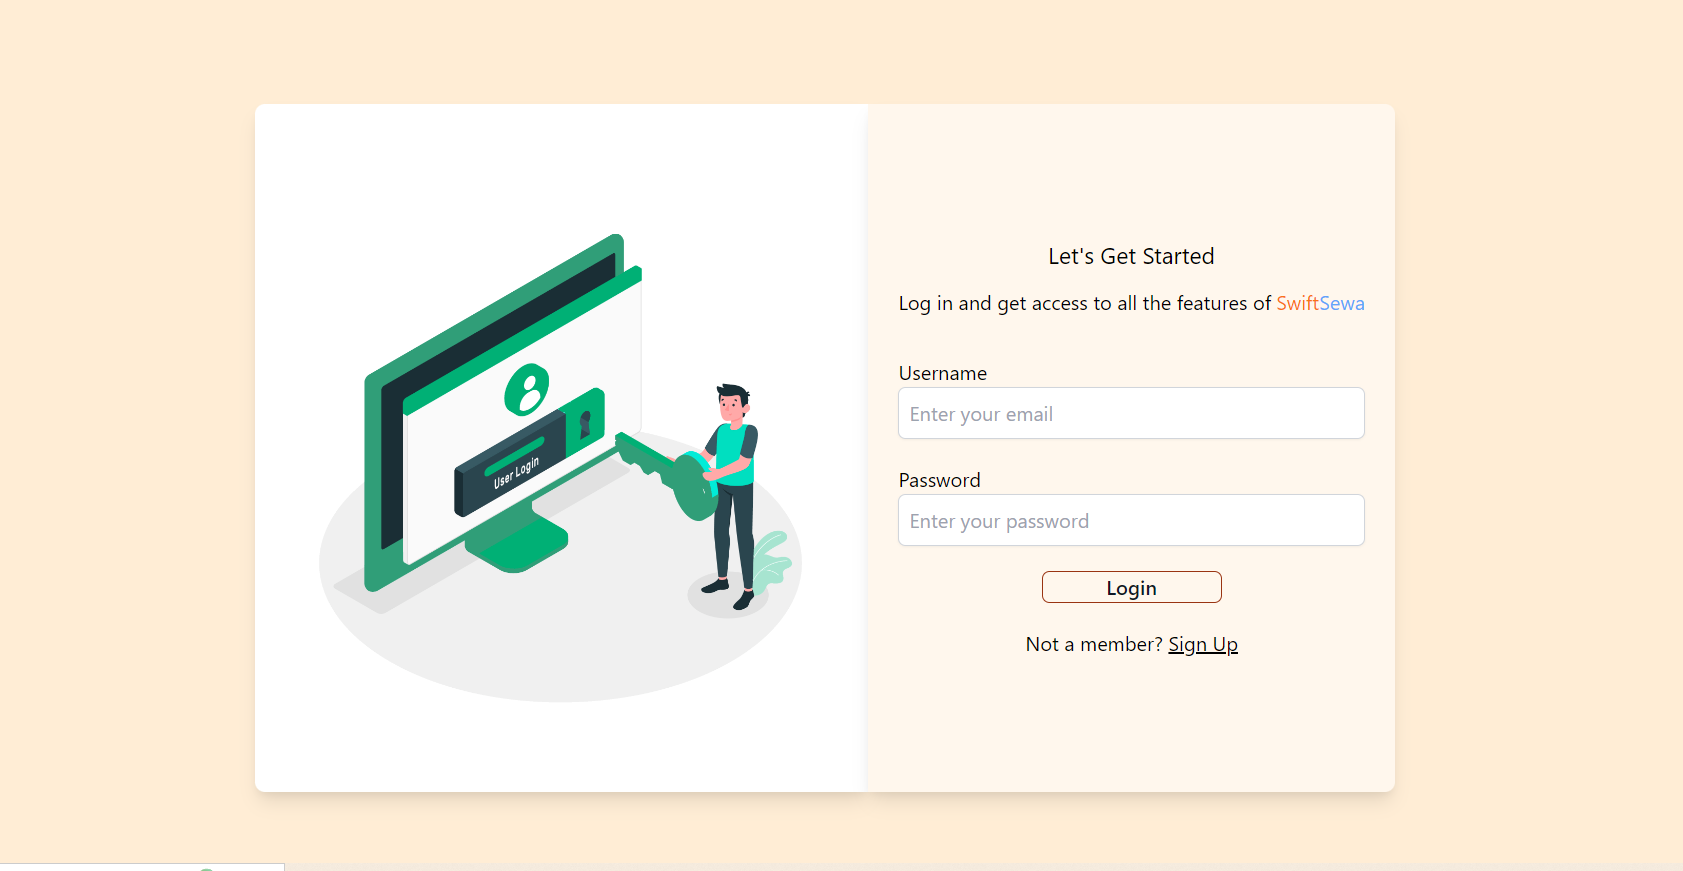 User Login
Let's Get Started
Log in and get access to all the features of SwiftSewa
Username
Enter your email
Password
Enter your password
Login
Not a member? Sign Up